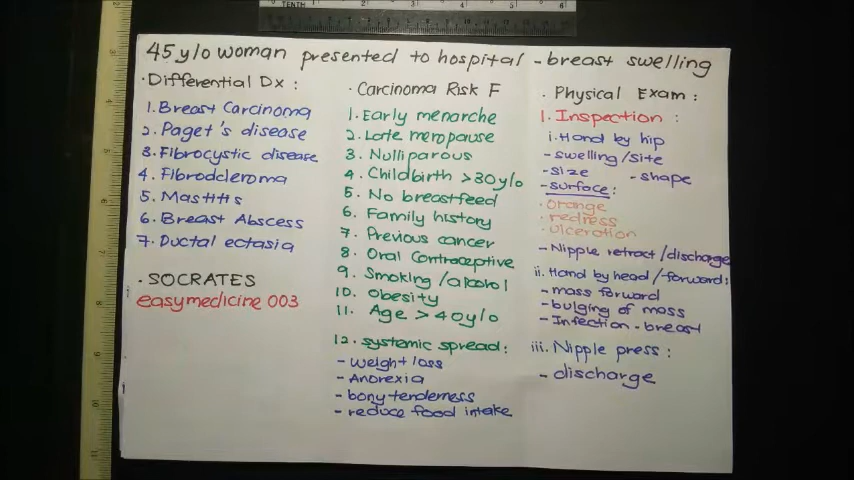 45 y/o woman presented to hospital - breast swelling
· Differential Dx :
1. Breast Carcinoma
2. Paget's disease
3. Fibrocystic disease
4. Fibrodcleroma
5. Mastitis
6. Breast Abscess
7. Ductal ectasia
· SOCRATES
easymedicine 003
· Carcinoma Risk F
1. Early menarche
2. Late menopause
3. Nulliparous
4. Childbirth > 30 y/o
5. No breastfeed
6. Family history
7. Previous cancer
8. Oral Contraceptive
9. Smoking / alcohol
10. Obesity
11. Age > 40 y/o
12. systemic spread :
- weight loss
- Anorexia
- bony tenderness
- reduce food intake
· Physical Exam :
1. Inspection :
i. Hand by hip
- swelling / site
- size - shape
- surface :
· orange
· redness
· ulceration
- Nipple retract / discharge
ii. Hand by head / -forward :
- mass forward
- bulging of mass
- Infection - breast
iii. Nipple press :
- discharge